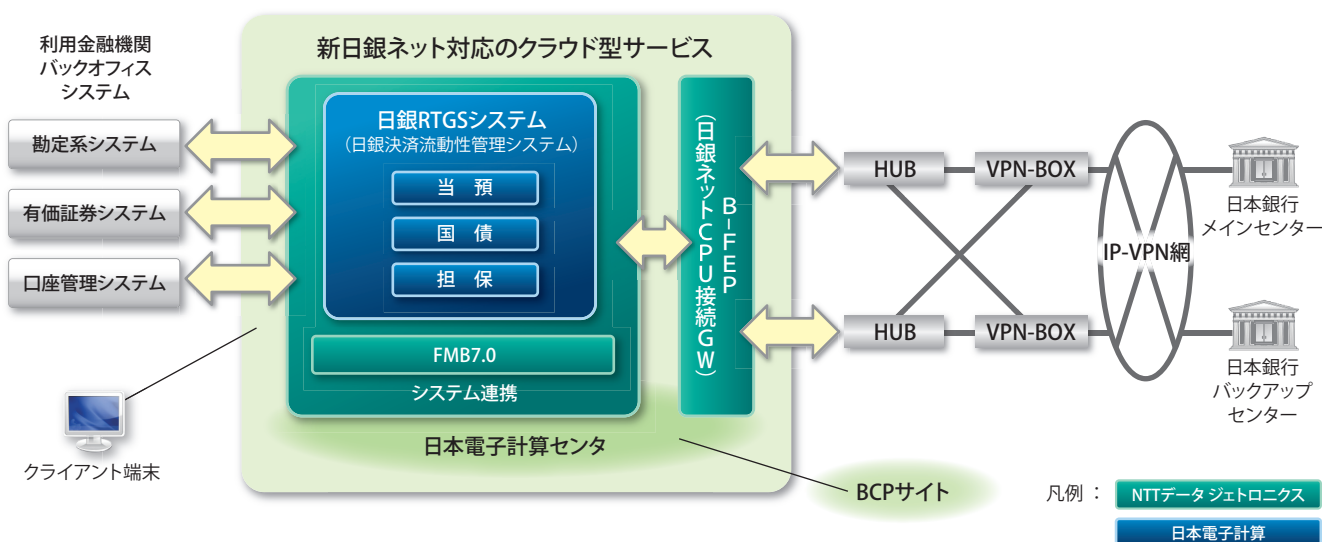 利用金融機関
バックオフィス
システム
勘定系システム
有価証券システム
口座管理システム
クライアント端末
新日銀ネット対応のクラウド型サービス
日銀RTGSシステム
(日銀決済流動性管理システム)
当 預
国 債
担 保
FMB7.0
システム連携
B-FEP
(日銀ネットCPU接続GW)
日本電子計算センタ
BCPサイト
HUB
VPN-BOX
HUB
VPN-BOX
IP-VPN網
日本銀行
メインセンター
日本銀行
バックアップ
センター
凡例 :
NTTデータ ジェトロニクス
日本電子計算